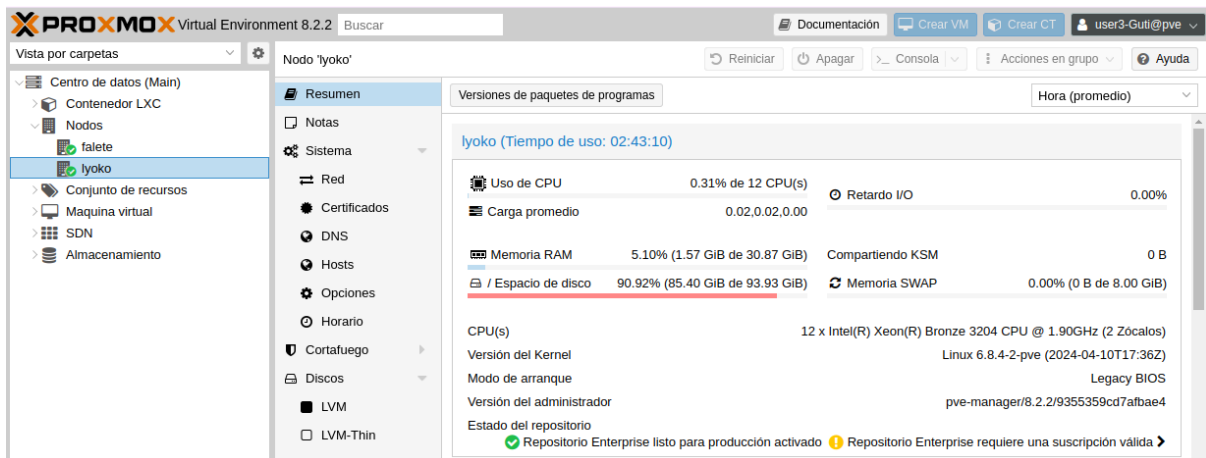 PROXMOX Virtual Environment 8.2.2 Buscar Documentación Crear VM Crear CT user3-Guti@pve
Vista por carpetas
Centro de datos (Main)
Contenedor LXC
Nodos
falete
lyoko
Conjunto de recursos
Maquina virtual
SDN
Almacenamiento
Nodo 'lyoko' Reiniciar Apagar >_ Consola Acciones en grupo Ayuda
Resumen
Notas
Sistema
Red
Certificados
DNS
Hosts
Opciones
Horario
Cortafuego
Discos
LVM
LVM-Thin
Versiones de paquetes de programas Hora (promedio)
lyoko (Tiempo de uso: 02:43:10)
Uso de CPU 0.31% de 12 CPU(s)
Retardo I/O 0.00%
Carga promedio 0.02,0.02,0.00
Memoria RAM 5.10% (1.57 GiB de 30.87 GiB) Compartiendo KSM 0 B
/ Espacio de disco 90.92% (85.40 GiB de 93.93 GiB) Memoria SWAP 0.00% (0 B de 8.00 GiB)
CPU(s) 12 x Intel(R) Xeon(R) Bronze 3204 CPU @ 1.90GHz (2 Zócalos)
Versión del Kernel Linux 6.8.4-2-pve (2024-04-10T17:36Z)
Modo de arranque Legacy BIOS
Versión del administrador pve-manager/8.2.2/9355359cd7afbae4
Estado del repositorio
Repositorio Enterprise listo para producción activado Repositorio Enterprise requiere una suscripción válida